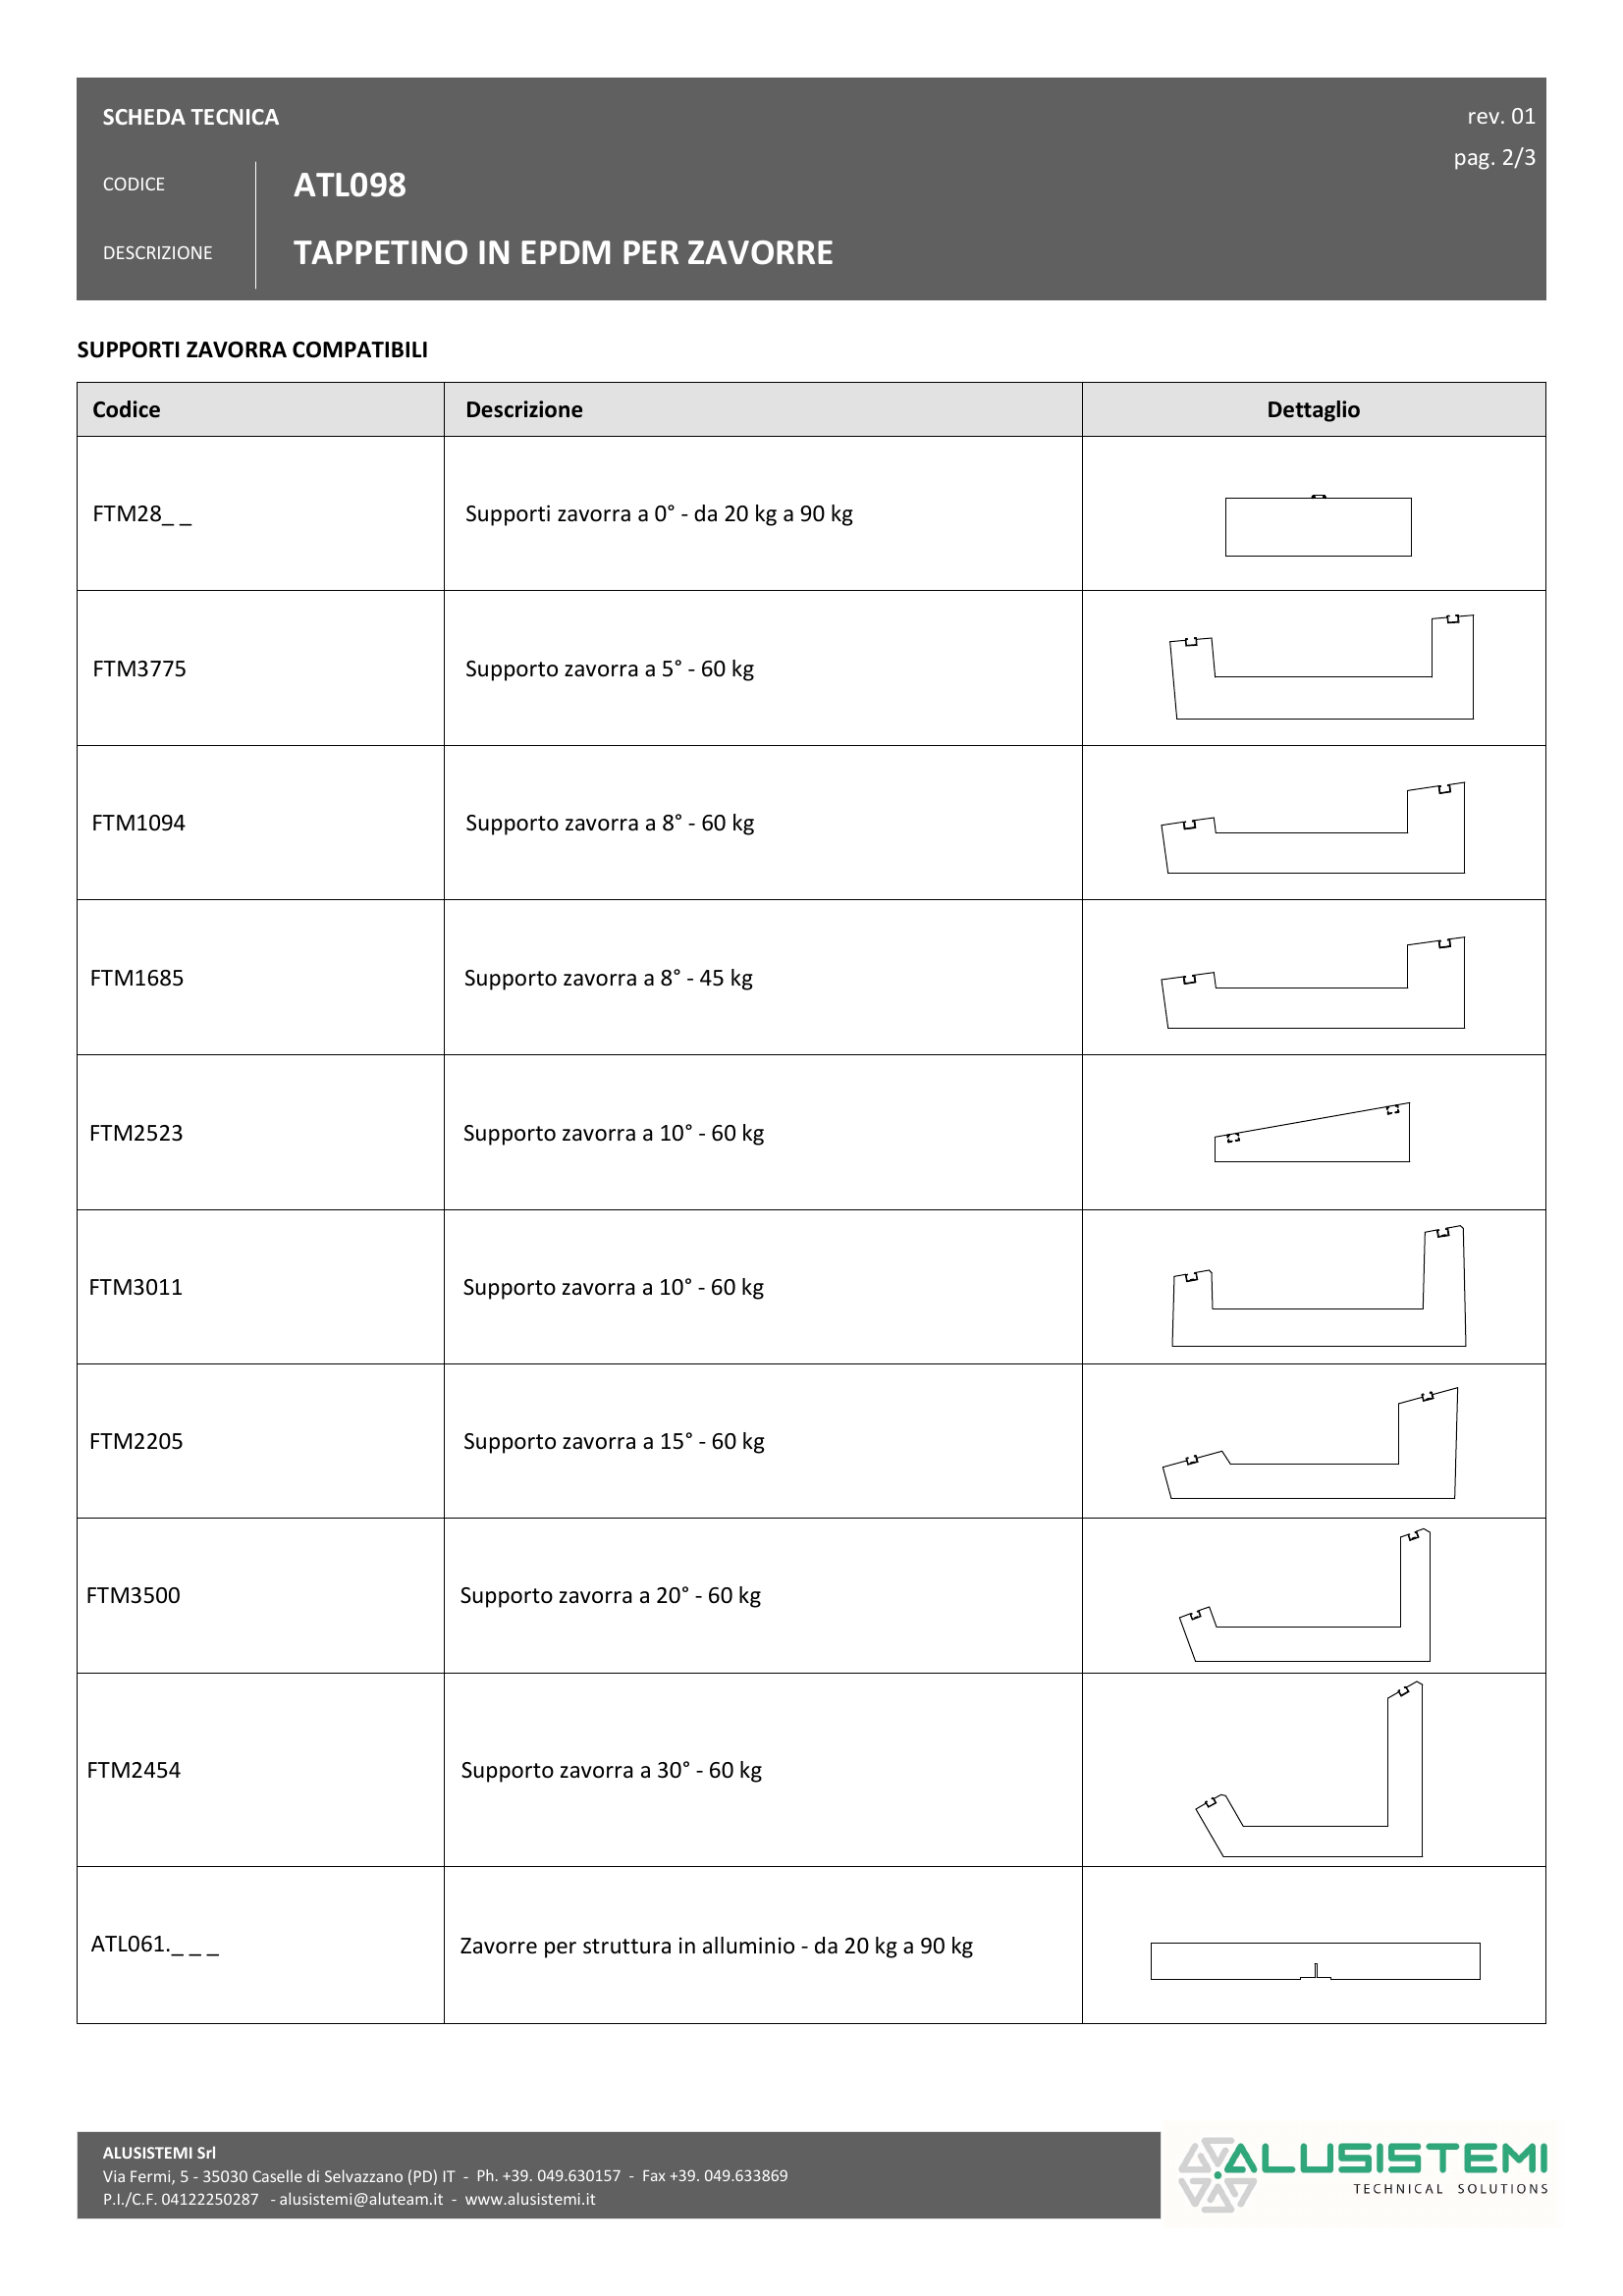 SCHEDA TECNICA
rev. 01
pag. 2/3
CODICE
ATL098
DESCRIZIONE
TAPPETINO IN EPDM PER ZAVORRE
SUPPORTI ZAVORRA COMPATIBILI
Codice Descrizione Dettaglio
FTM28_ _ Supporti zavorra a 0° - da 20 kg a 90 kg
FTM3775 Supporto zavorra a 5° - 60 kg
FTM1094 Supporto zavorra a 8° - 60 kg
FTM1685 Supporto zavorra a 8° - 45 kg
FTM2523 Supporto zavorra a 10° - 60 kg
FTM3011 Supporto zavorra a 10° - 60 kg
FTM2205 Supporto zavorra a 15° - 60 kg
FTM3500 Supporto zavorra a 20° - 60 kg
FTM2454 Supporto zavorra a 30° - 60 kg
ATL061._ _ _ Zavorre per struttura in alluminio - da 20 kg a 90 kg
ALUSISTEMI Srl
Via Fermi, 5 - 35030 Caselle di Selvazzano (PD) IT - Ph. +39. 049.630157 - Fax +39. 049.633869
P.I./C.F. 04122250287 - alusistemi@aluteam.it - www.alusistemi.it
ALUSISTEMI
TECHNICAL SOLUTIONS